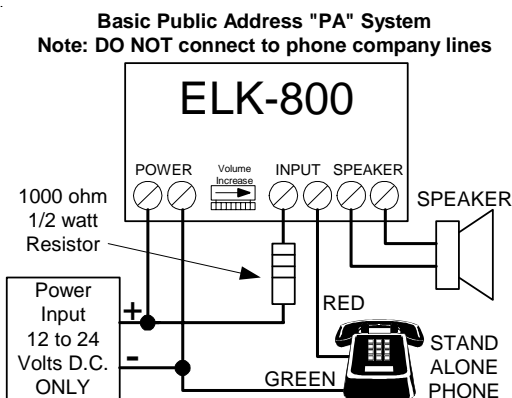 Basic Public Address "PA" System
Note: DO NOT connect to phone company lines
ELK-800
POWER
Volume
Increase
INPUT
SPEAKER
1000 ohm
1/2 watt
Resistor
SPEAKER
Power
Input
12 to 24
Volts D.C.
ONLY
+
-
RED
GREEN
STAND
ALONE
PHONE